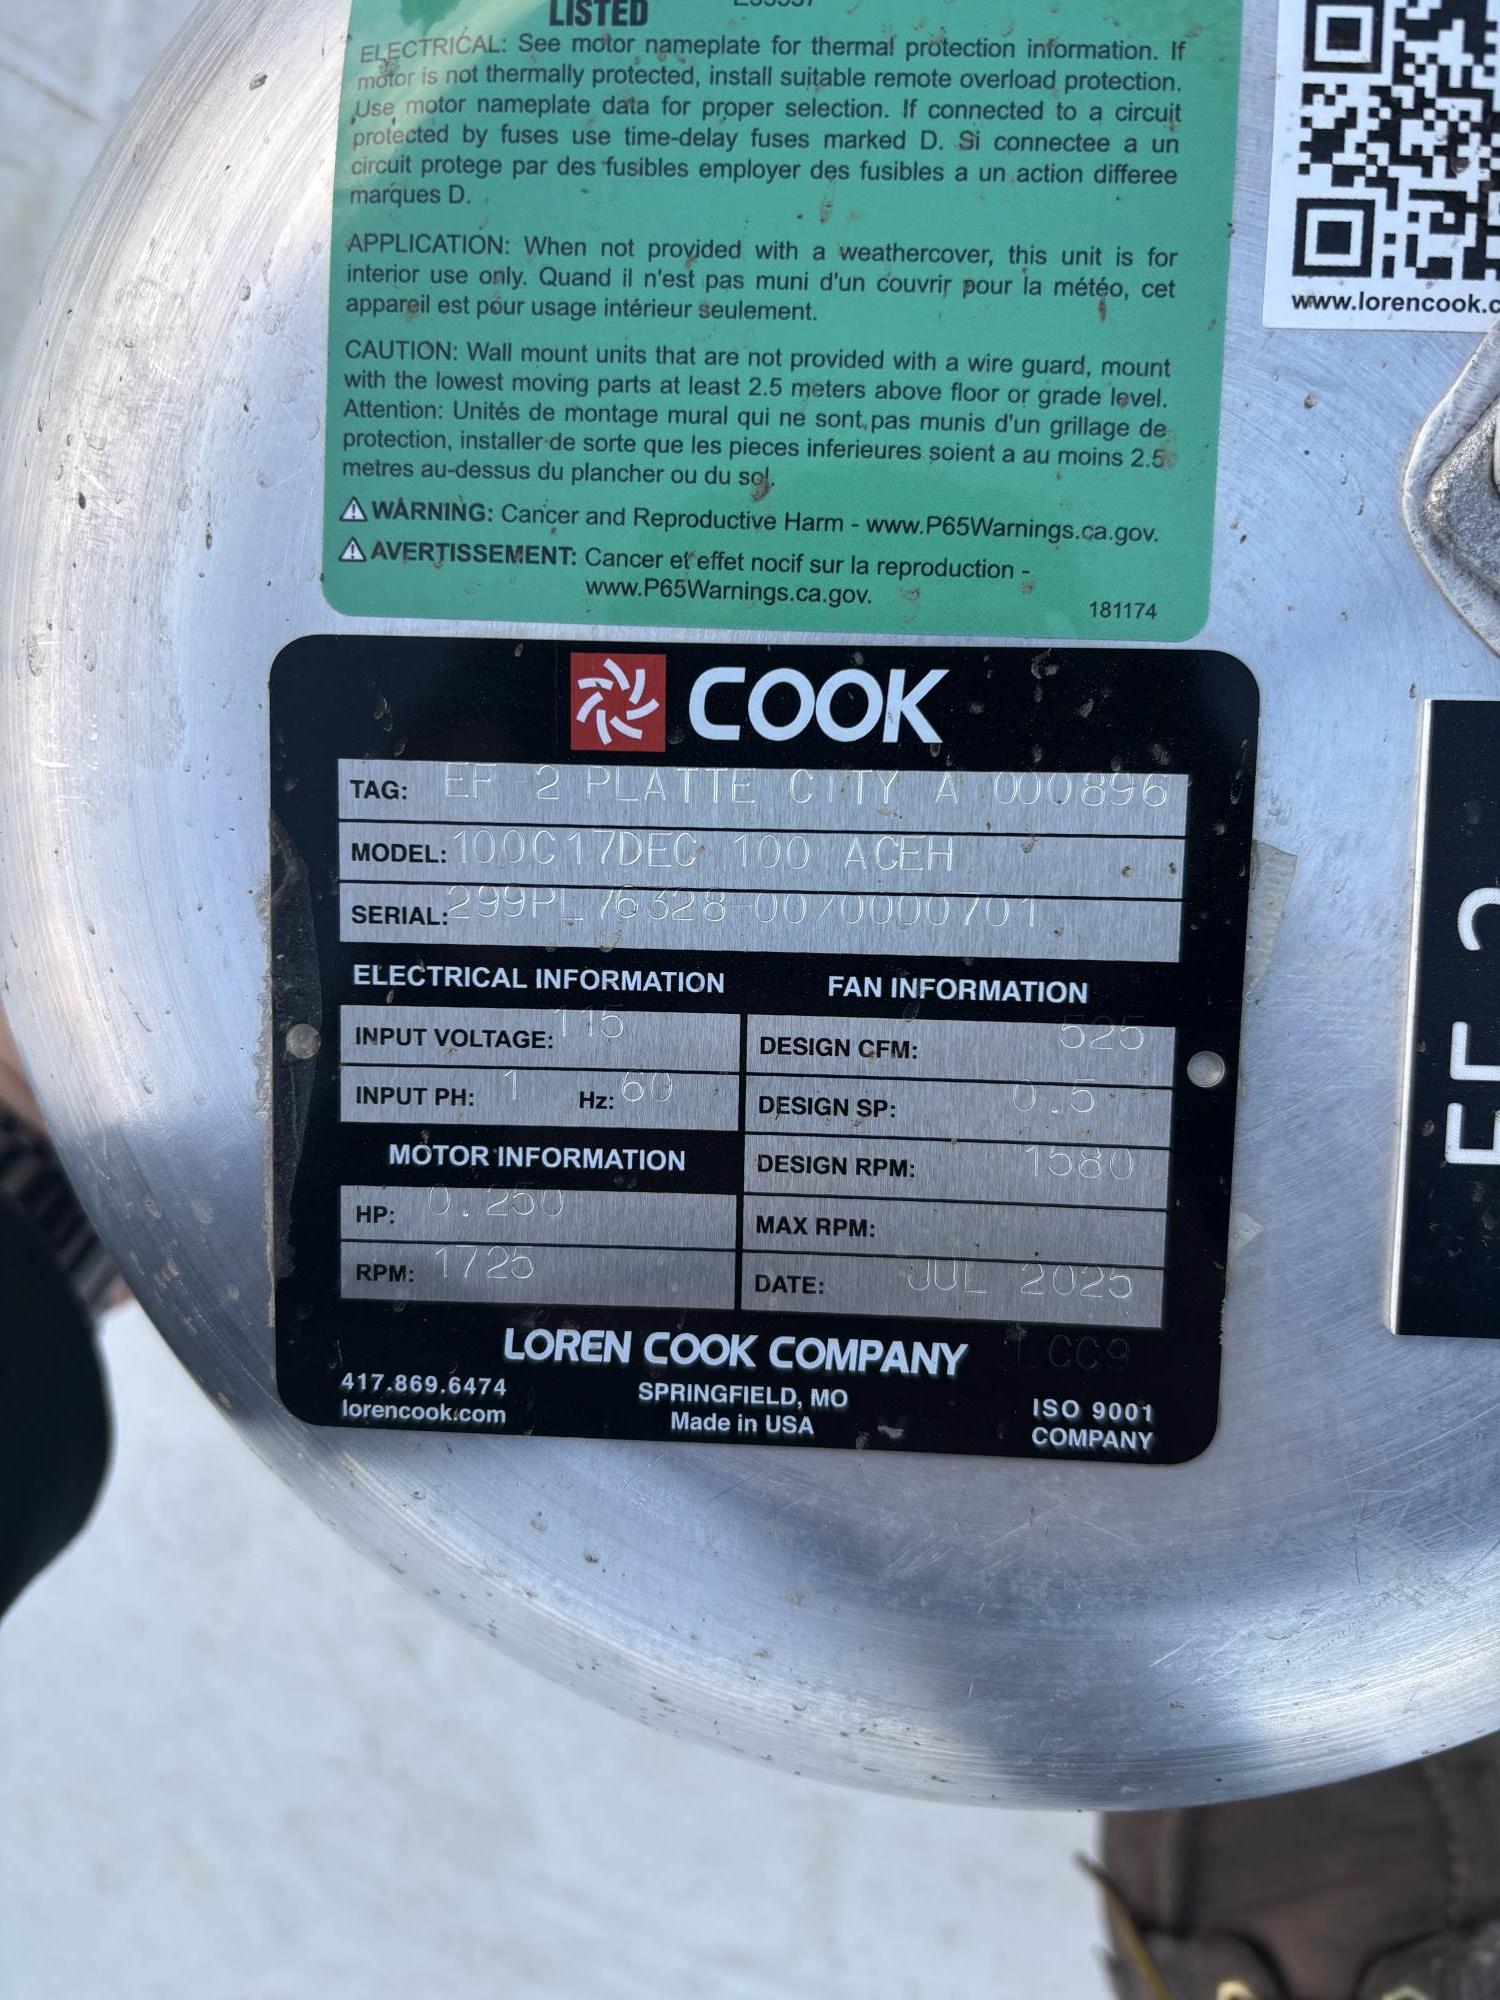 LISTED
ELECTRICAL: See motor nameplate for thermal protection information. If
motor is not thermally protected, install suitable remote overload protection.
Use motor nameplate data for proper selection. If connected to a circuit
protected by fuses use time-delay fuses marked D. Si connectee a un
circuit protege par des fusibles employer des fusibles a un action differee
marques D.
APPLICATION: When not provided with a weathercover, this unit is for
interior use only. Quand il n'est pas muni d'un couvrir pour la météo, cet
appareil est pour usage intérieur seulement.
CAUTION: Wall mount units that are not provided with a wire guard, mount
with the lowest moving parts at least 2.5 meters above floor or grade level.
Attention: Unités de montage mural qui ne sont pas munis d'un grillage de
protection, installer de sorte que les pieces inferieures soient a au moins 2.5
metres au-dessus du plancher ou du sol.
⚠ WARNING: Cancer and Reproductive Harm - www.P65Warnings.ca.gov.
⚠ AVERTISSEMENT: Cancer et effet nocif sur la reproduction -
www.P65Warnings.ca.gov.
181174
www.lorencook.c
COOK
TAG: EF-2 PLATTE CITY A 000896
MODEL: 100C17DEC 100 ACEH
SERIAL: 299PL76328-00/0000701
ELECTRICAL INFORMATION
INPUT VOLTAGE: 115
INPUT PH: 1 Hz: 60
MOTOR INFORMATION
HP: 0.250
RPM: 1725
FAN INFORMATION
DESIGN CFM: 525
DESIGN SP: 0.5
DESIGN RPM: 1580
MAX RPM:
DATE: JUL 2025
LOREN COOK COMPANY LCC9
417.869.6474
lorencook.com
SPRINGFIELD, MO
Made in USA
ISO 9001
COMPANY